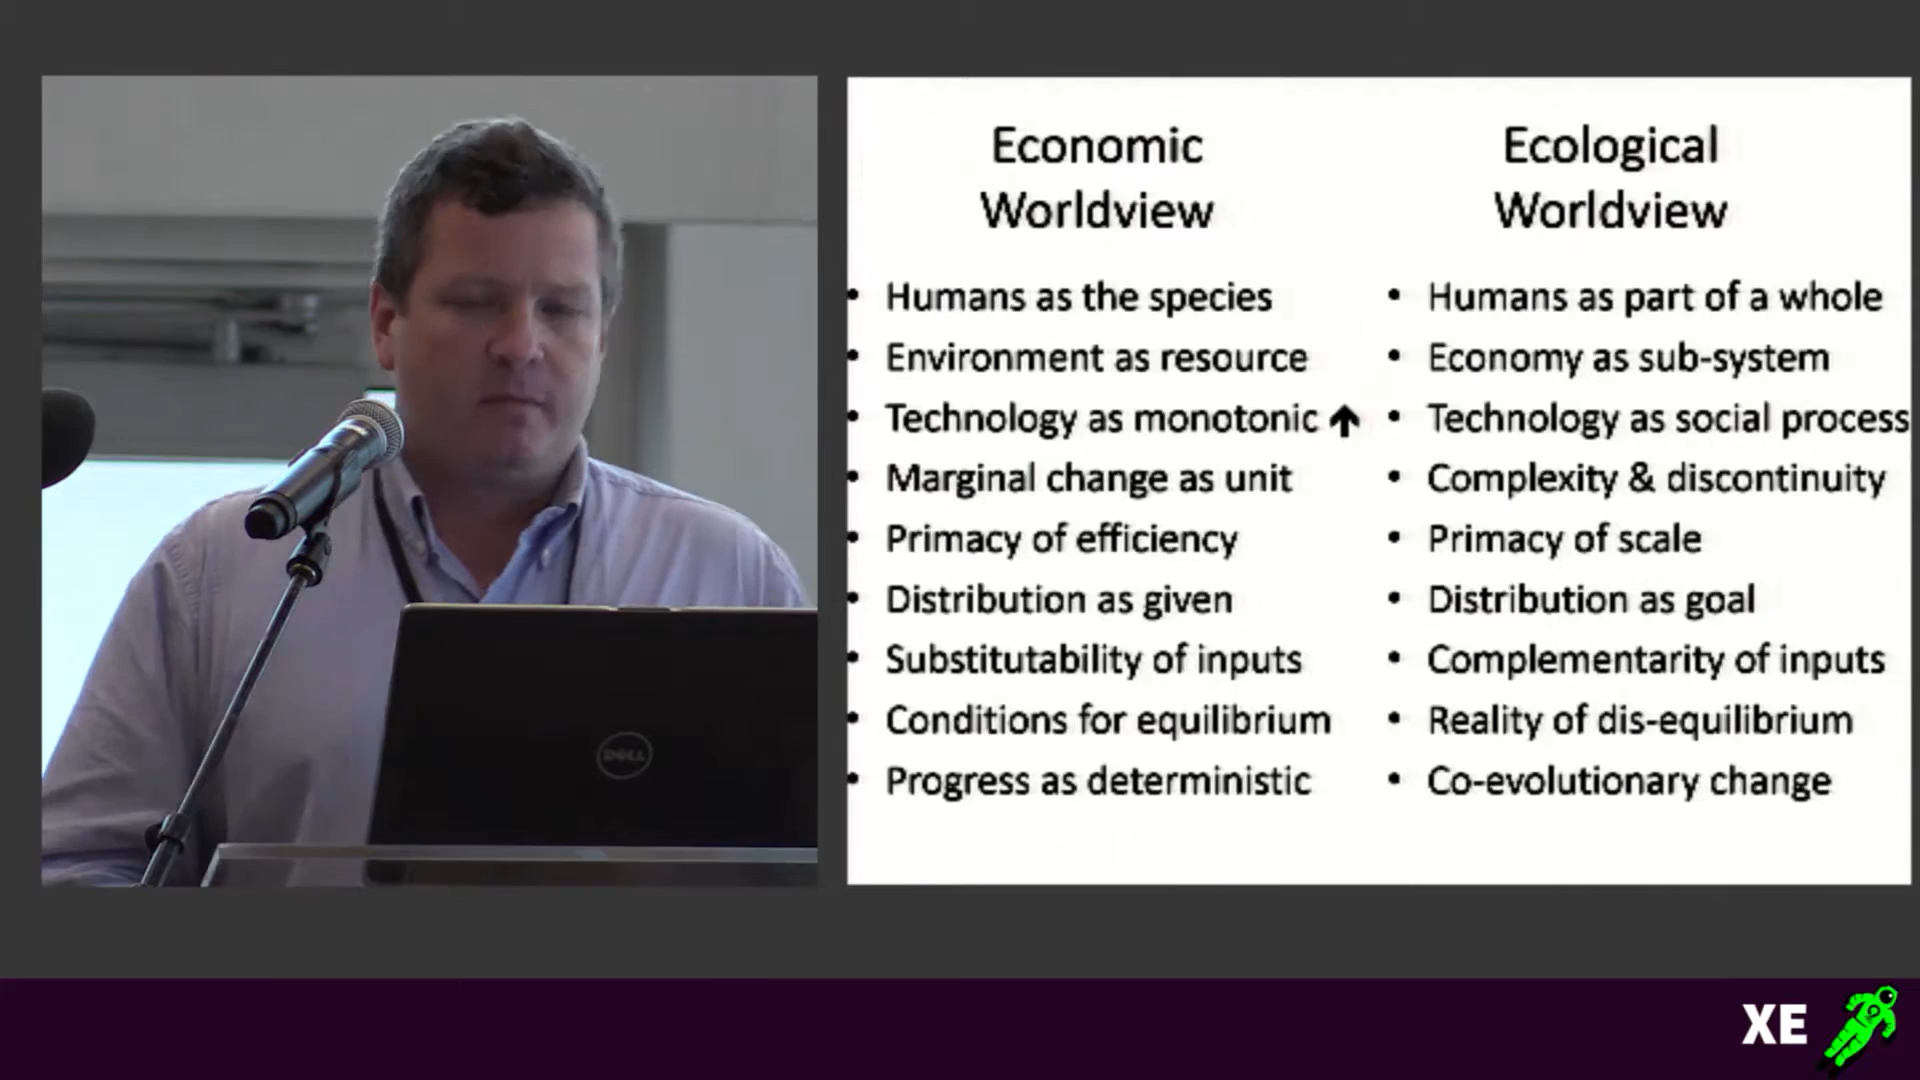 Economic
Worldview
• Humans as the species
• Environment as resource
• Technology as monotonic ↑
• Marginal change as unit
• Primacy of efficiency
• Distribution as given
• Substitutability of inputs
• Conditions for equilibrium
• Progress as deterministic
Ecological
Worldview
• Humans as part of a whole
• Economy as sub-system
• Technology as social process
• Complexity & discontinuity
• Primacy of scale
• Distribution as goal
• Complementarity of inputs
• Reality of dis-equilibrium
• Co-evolutionary change
DELL
XE